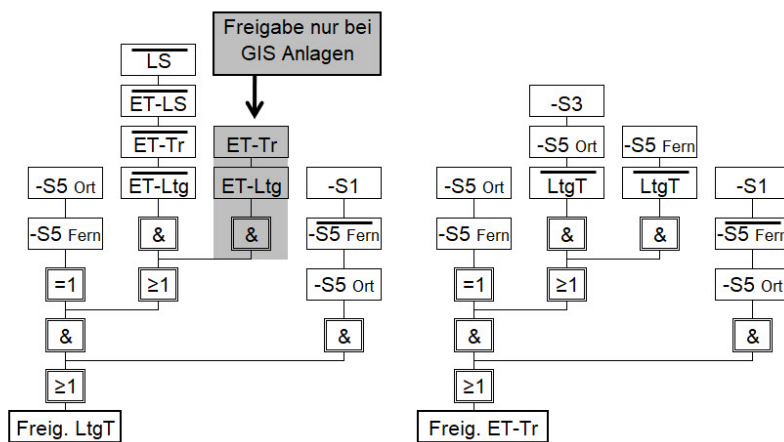 Freigabe nur bei
GIS Anlagen
LS
ET-LS
ET-Tr
ET-Tr
-S5 Ort
ET-Ltg
ET-Ltg
-S1
-S5 Fern
&
&
-S5 Fern
=1
≥1
-S5 Ort
&
&
≥1
Freig. LtgT
-S3
-S5 Ort
-S5 Fern
-S5 Ort
LtgT
LtgT
-S1
-S5 Fern
&
&
-S5 Fern
=1
≥1
-S5 Ort
&
&
≥1
Freig. ET-Tr